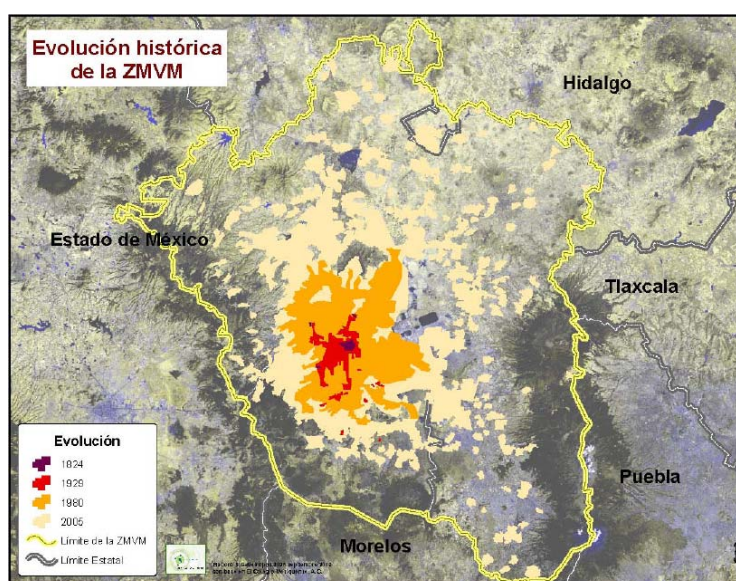 Evolución histórica
de la ZMVM
Hidalgo
Estado de México
Tlaxcala
Puebla
Morelos
Evolución
1824
1929
1980
2005
Límite de la ZMVM
Límite Estatal